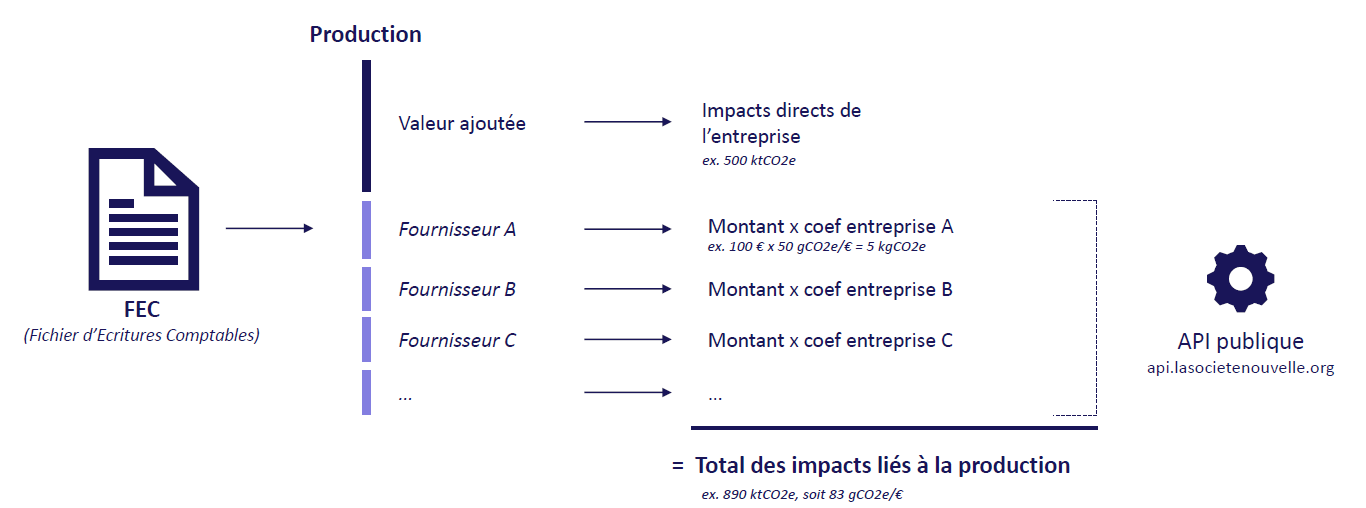 Production
Valeur ajoutée
Impacts directs de
l’entreprise
ex. 500 ktCO2e
FEC
(Fichier d’Ecritures Comptables)
Fournisseur A
Montant x coef entreprise A
ex. 100 € x 50 gCO2e/€ = 5 kgCO2e
Fournisseur B
Montant x coef entreprise B
Fournisseur C
Montant x coef entreprise C
...
...
API publique
api.lasocietenouvelle.org
= Total des impacts liés à la production
ex. 890 ktCO2e, soit 83 gCO2e/€